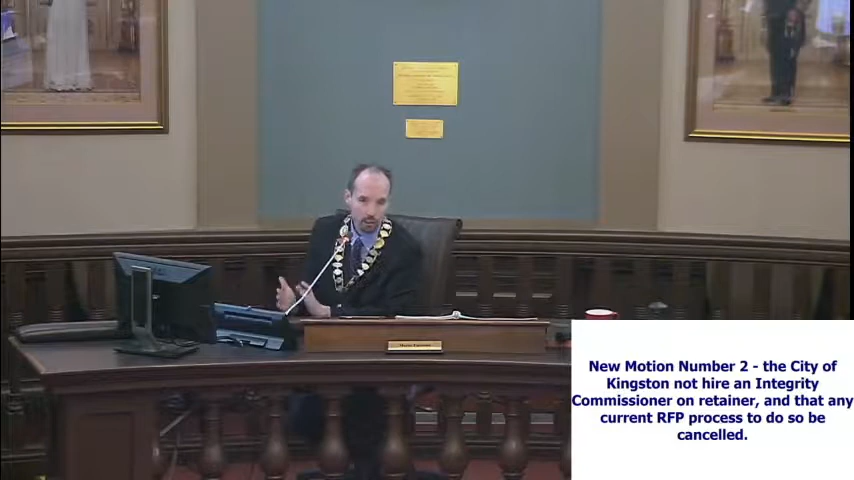 New Motion Number 2 - the City of
Kingston not hire an Integrity
Commissioner on retainer, and that any
current RFP process to do so be
cancelled.